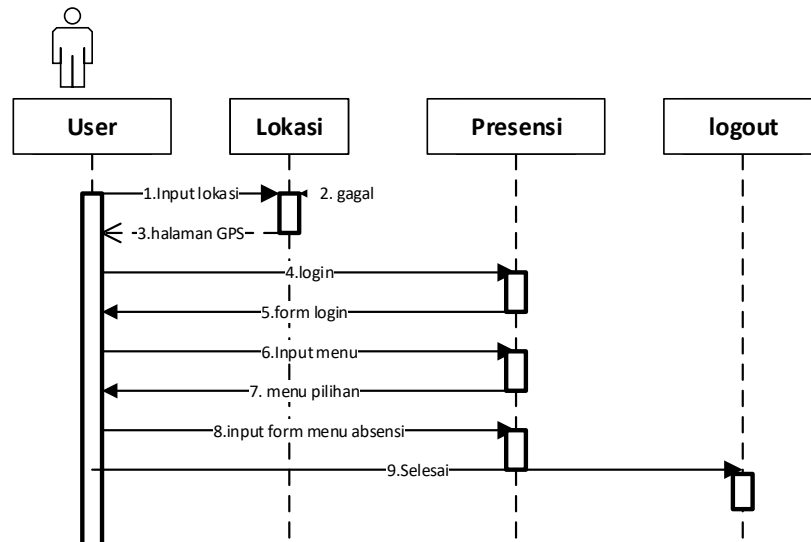 User
Lokasi
Presensi
logout
1.Input lokasi
2. gagal
3.halaman GPS
4.login
5.form login
6.Input menu
7. menu pilihan
8.input form menu absensi
9.Selesai